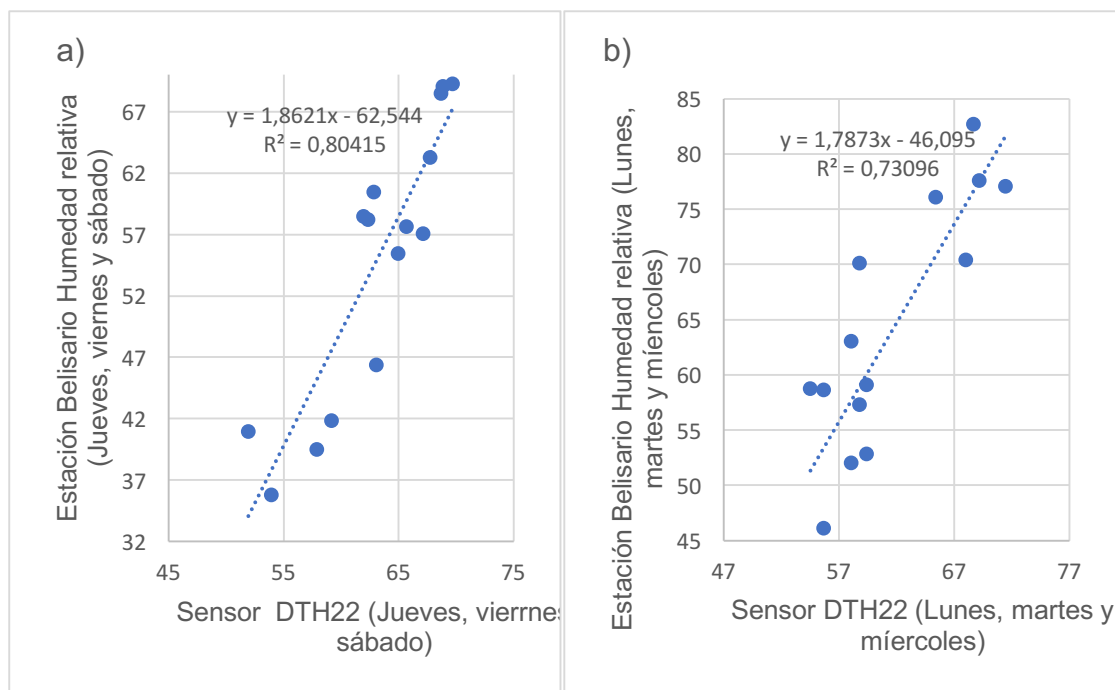 a)
y = 1,8621x - 62,544
R² = 0,80415
Estación Belisario Humedad relativa
(Jueves, viernes y sábado)
67
62
57
52
47
42
37
32
45
55
65
75
Sensor DTH22 (Jueves, vierrnes
sábado)
b)
y = 1,7873x - 46,095
R² = 0,73096
Estación Belisario Humedad relativa (Lunes,
martes y míencoles)
85
80
75
70
65
60
55
50
45
47
57
67
77
Sensor DTH22 (Lunes, martes y
míercoles)